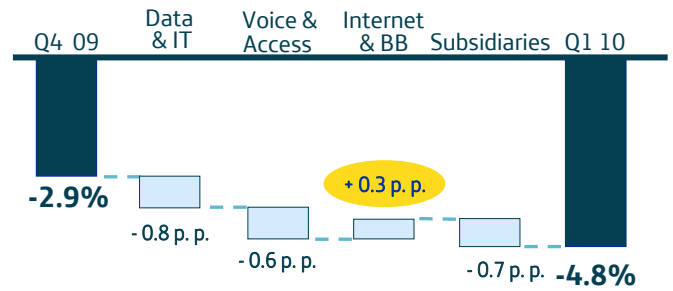 Q4 09
Data
& IT
Voice &
Access
Internet
& BB
Subsidiaries
Q1 10
-2.9%
- 0.8 p. p.
- 0.6 p. p.
+ 0.3 p. p.
- 0.7 p. p.
-4.8%